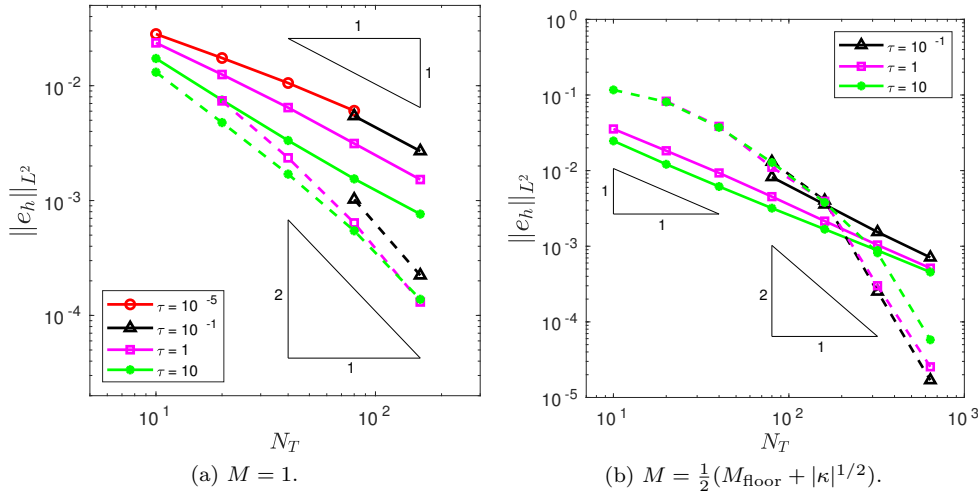 10^{-2}
10^{-3}
10^{-4}
||e_h||_{L^2}
10^1
10^2
N_T
1
1
2
1
τ = 10^{-5}
τ = 10^{-1}
τ = 1
τ = 10
(a) M = 1.
10^0
10^{-1}
10^{-2}
10^{-3}
10^{-4}
10^{-5}
||e_h||_{L^2}
10^1
10^2
10^3
N_T
τ = 10^{-1}
τ = 1
τ = 10
1
1
2
1
(b) M = \frac{1}{2}(M_{floor} + |κ|^{1/2}).